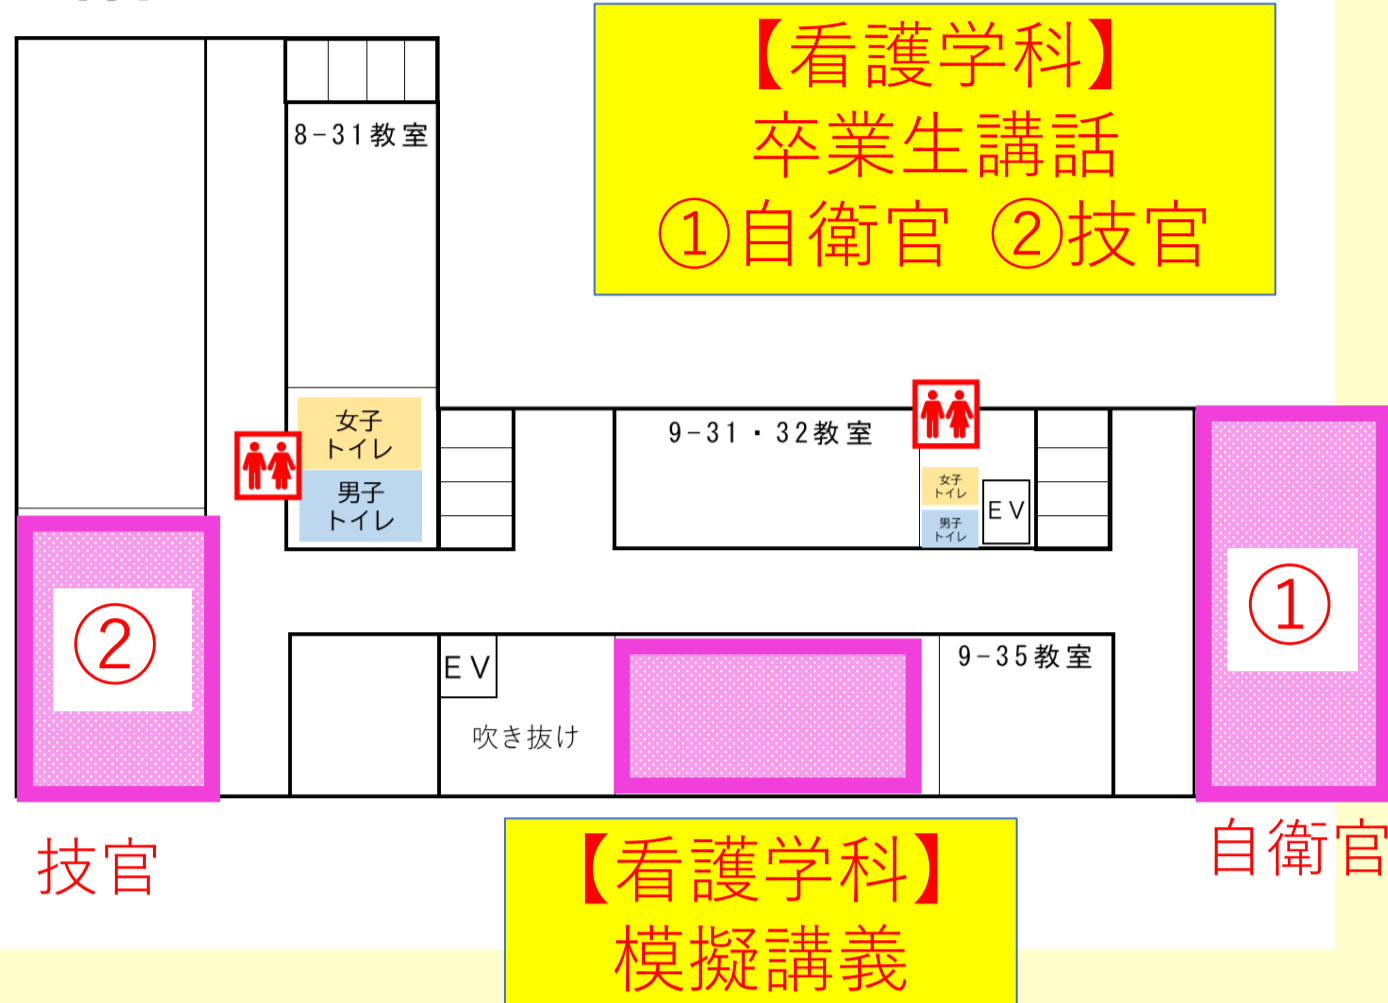 【看護学科】
卒業生講話
①自衛官 ②技官
8-31教室
女子
トイレ
男子
トイレ
9-31・32教室
女子
トイレ
男子
トイレ
EV
①
②
EV
吹き抜け
9-35教室
技官
自衛官
【看護学科】
模擬講義